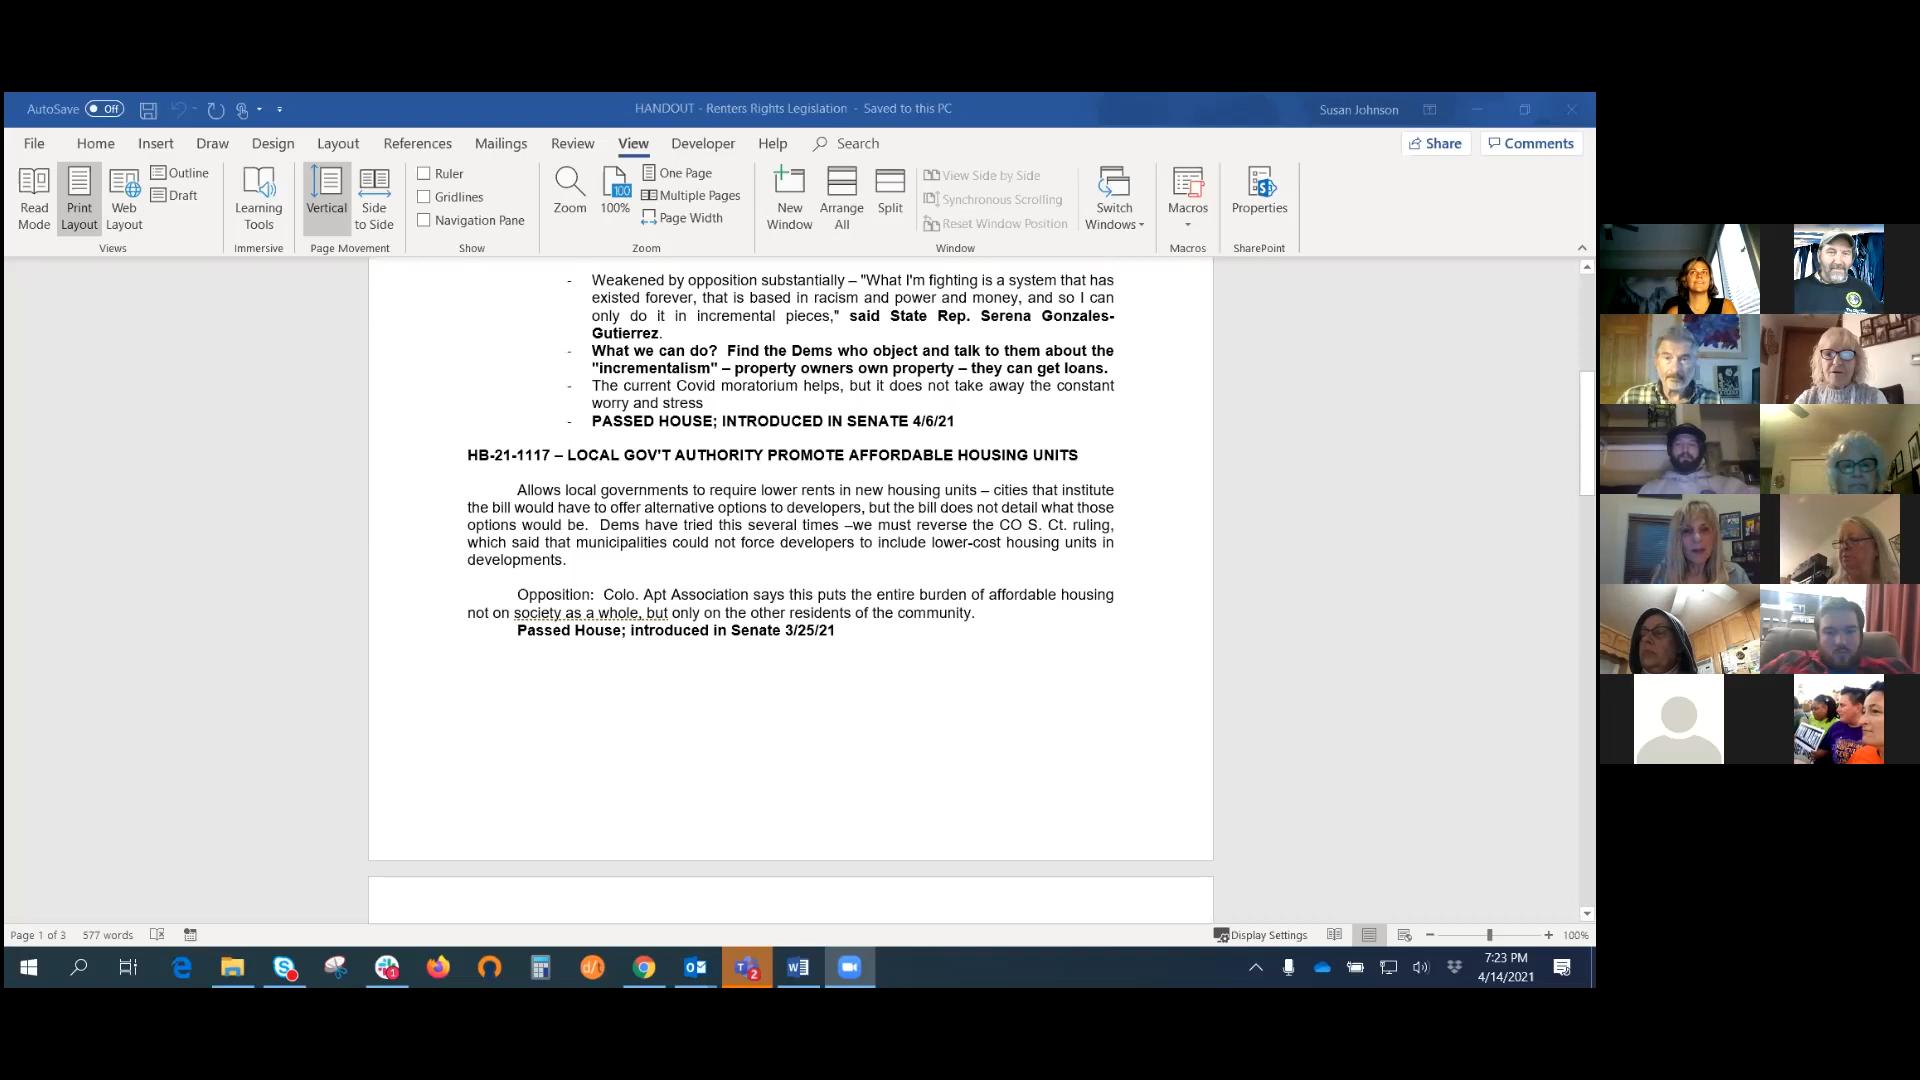 AutoSave Off
HANDOUT - Renters Rights Legislation - Saved to this PC
Susan Johnson
File Home Insert Draw Design Layout References Mailings Review View Developer Help Search
Share Comments
Read Mode
Print Layout
Web Layout
Outline
Draft
Views
Learning Tools
Immersive
Vertical
Side to Side
Page Movement
Ruler
Gridlines
Navigation Pane
Show
Zoom
100
100%
One Page
Multiple Pages
Page Width
Zoom
New Window
Arrange All
Split
View Side by Side
Synchronous Scrolling
Reset Window Position
Window
Switch Windows
Macros
Macros
Properties
SharePoint
- Weakened by opposition substantially – "What I'm fighting is a system that has
existed forever, that is based in racism and power and money, and so I can
only do it in incremental pieces," said State Rep. Serena Gonzales-
Gutierrez.
- What we can do? Find the Dems who object and talk to them about the
"incrementalism" – property owners own property – they can get loans.
- The current Covid moratorium helps, but it does not take away the constant
worry and stress
- PASSED HOUSE; INTRODUCED IN SENATE 4/6/21
HB-21-1117 – LOCAL GOV'T AUTHORITY PROMOTE AFFORDABLE HOUSING UNITS
Allows local governments to require lower rents in new housing units – cities that institute
the bill would have to offer alternative options to developers, but the bill does not detail what those
options would be. Dems have tried this several times –we must reverse the CO S. Ct. ruling,
which said that municipalities could not force developers to include lower-cost housing units in
developments.
Opposition: Colo. Apt Association says this puts the entire burden of affordable housing
not on society as a whole, but only on the other residents of the community.
Passed House; introduced in Senate 3/25/21
Page 1 of 3 577 words
Display Settings
100%
d/t
1
2
7:23 PM
4/14/2021